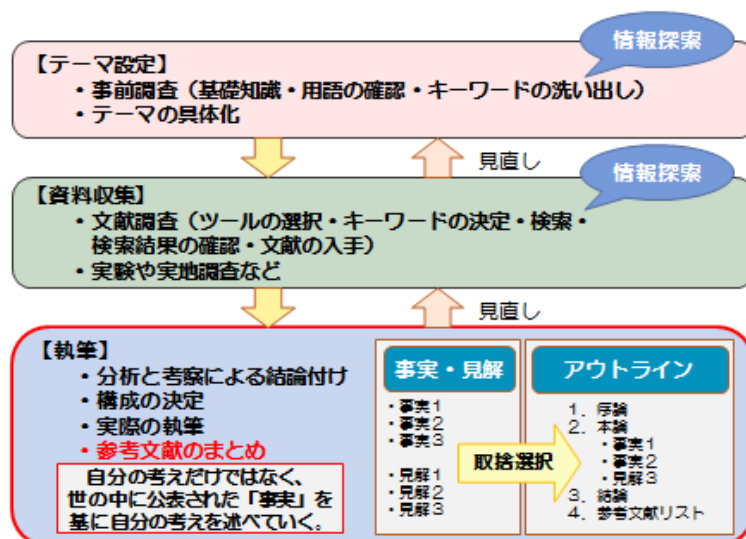 情報探索
【テーマ設定】
・事前調査（基礎知識・用語の確認・キーワードの洗い出し）
・テーマの具体化
見直し
情報探索
【資料収集】
・文献調査（ツールの選択・キーワードの決定・検索・
検索結果の確認・文献の入手）
・実験や実地調査など
見直し
【執筆】
・分析と考察による結論付け
・構成の決定
・実際の執筆
・参考文献のまとめ
自分の考えだけではなく、
世の中に公表された「事実」を
基に自分の考えを述べていく。
事実・見解
・事実１
・事実２
・事実３
・見解１
・見解２
・見解３
取捨選択
アウトライン
１．序論
２．本論
・事実１
・事実２
・見解３
３．結論
４．参考文献リスト